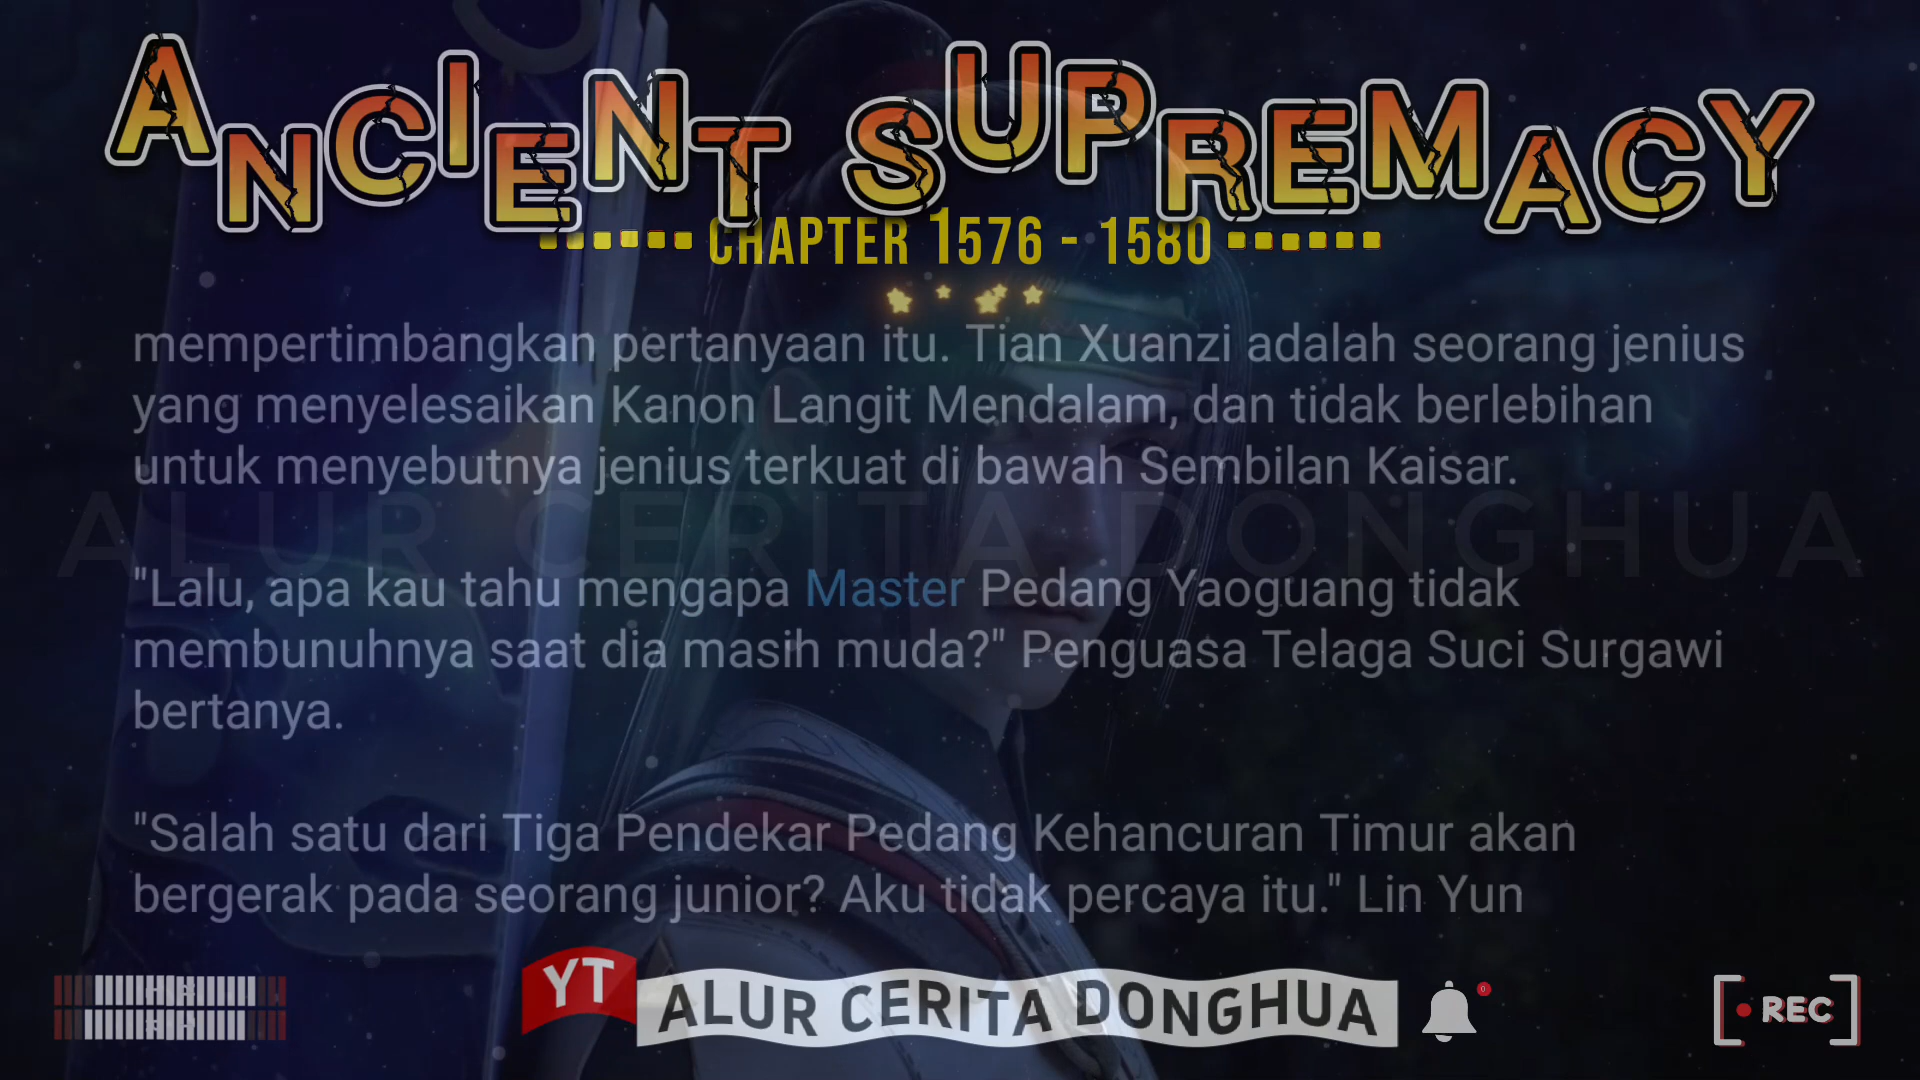 ANCIENT SUPREMACY
CHAPTER 1576 - 1580
mempertimbangkan pertanyaan itu. Tian Xuanzi adalah seorang jenius
yang menyelesaikan Kanon Langit Mendalam, dan tidak berlebihan
untuk menyebutnya jenius terkuat di bawah Sembilan Kaisar.
ALUR CERITA DONGHUA
"Lalu, apa kau tahu mengapa Master Pedang Yaoguang tidak
membunuhnya saat dia masih muda?" Penguasa Telaga Suci Surgawi
bertanya.
"Salah satu dari Tiga Pendekar Pedang Kehancuran Timur akan
bergerak pada seorang junior? Aku tidak percaya itu." Lin Yun
YT ALUR CERITA DONGHUA
0
REC